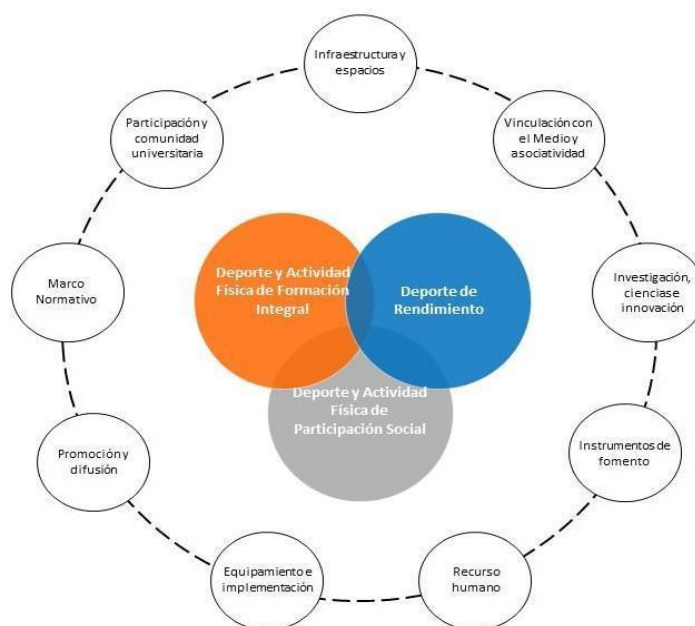 Infraestructura y
espacios
Participación y
comunidad
universitaria
Vinculación con
el Medio y
asociatividad
Deporte y Actividad
Física de Formación
Integral
Deporte de
Rendimiento
Marco
Normativo
Investigación,
ciencias e
innovación
Deporte y Actividad
Física de
Participación Social
Promoción y
difusión
Instrumentos de
fomento
Equipamiento e
implementación
Recurso
humano